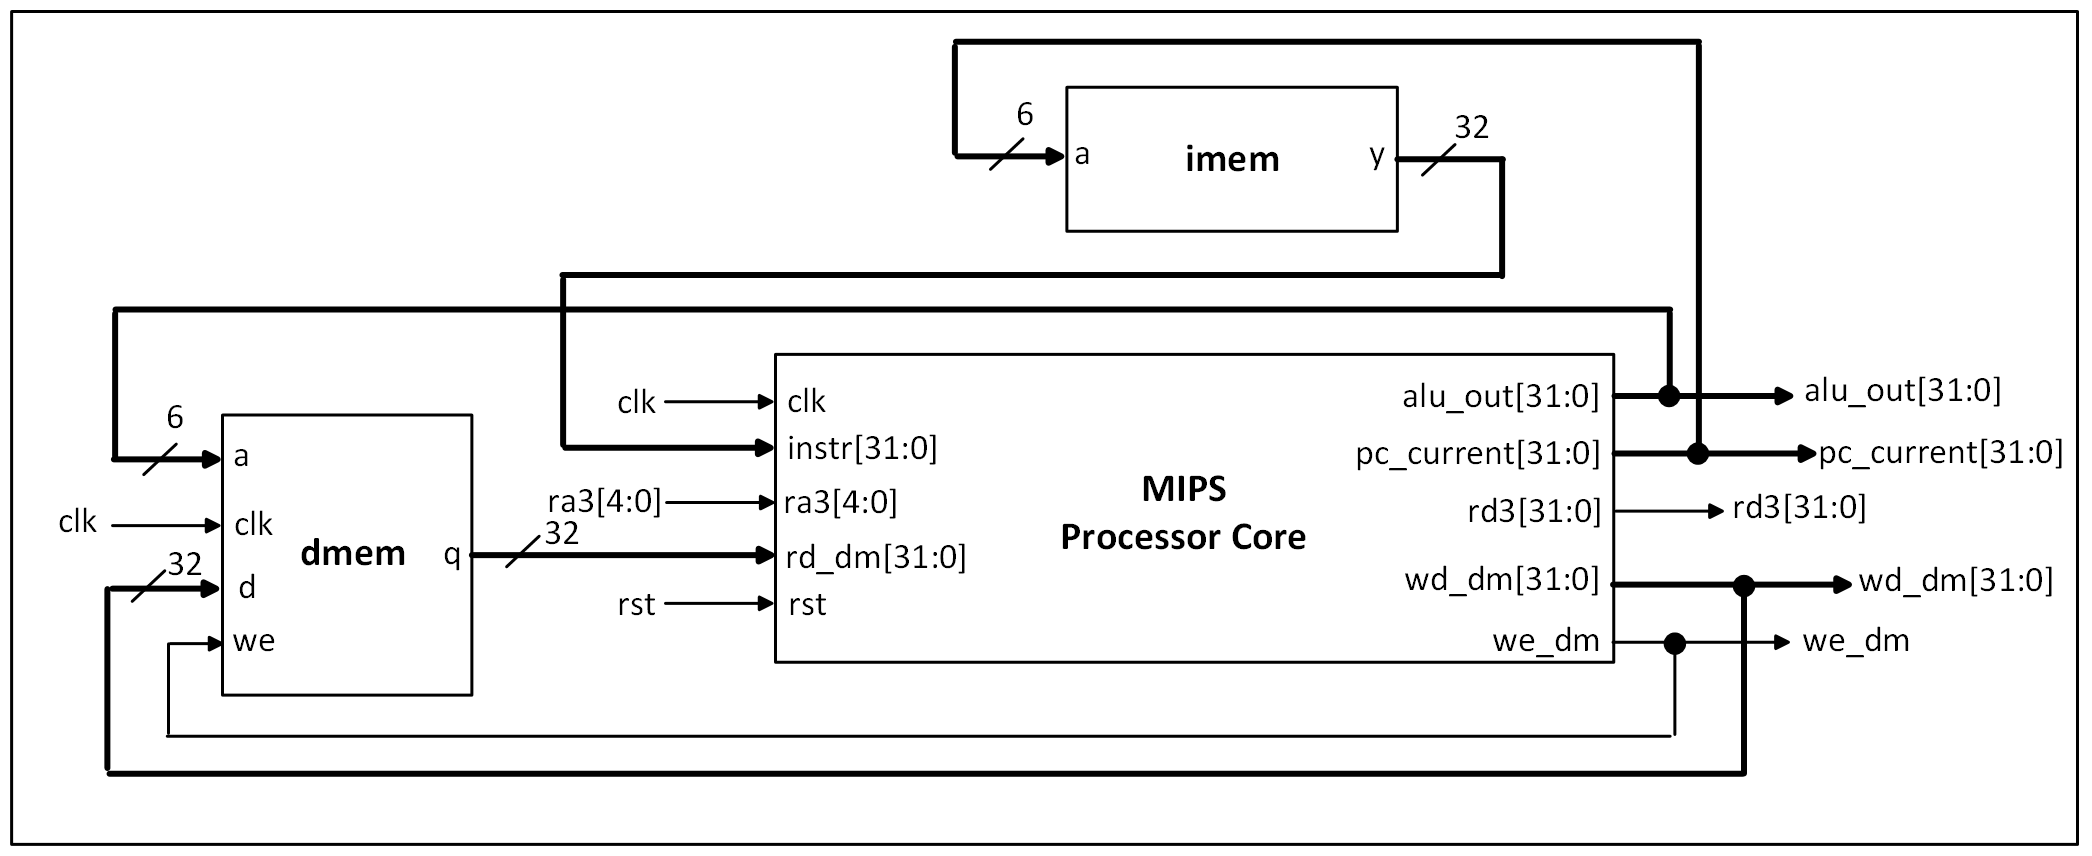 6
a
imem
y
32
6
a
clk
clk
32
d
we
dmem
q
32
clk
clk
instr[31:0]
ra3[4:0]
ra3[4:0]
rd_dm[31:0]
rst
rst
MIPS
Processor Core
alu_out[31:0]
alu_out[31:0]
pc_current[31:0]
pc_current[31:0]
rd3[31:0]
rd3[31:0]
wd_dm[31:0]
wd_dm[31:0]
we_dm
we_dm